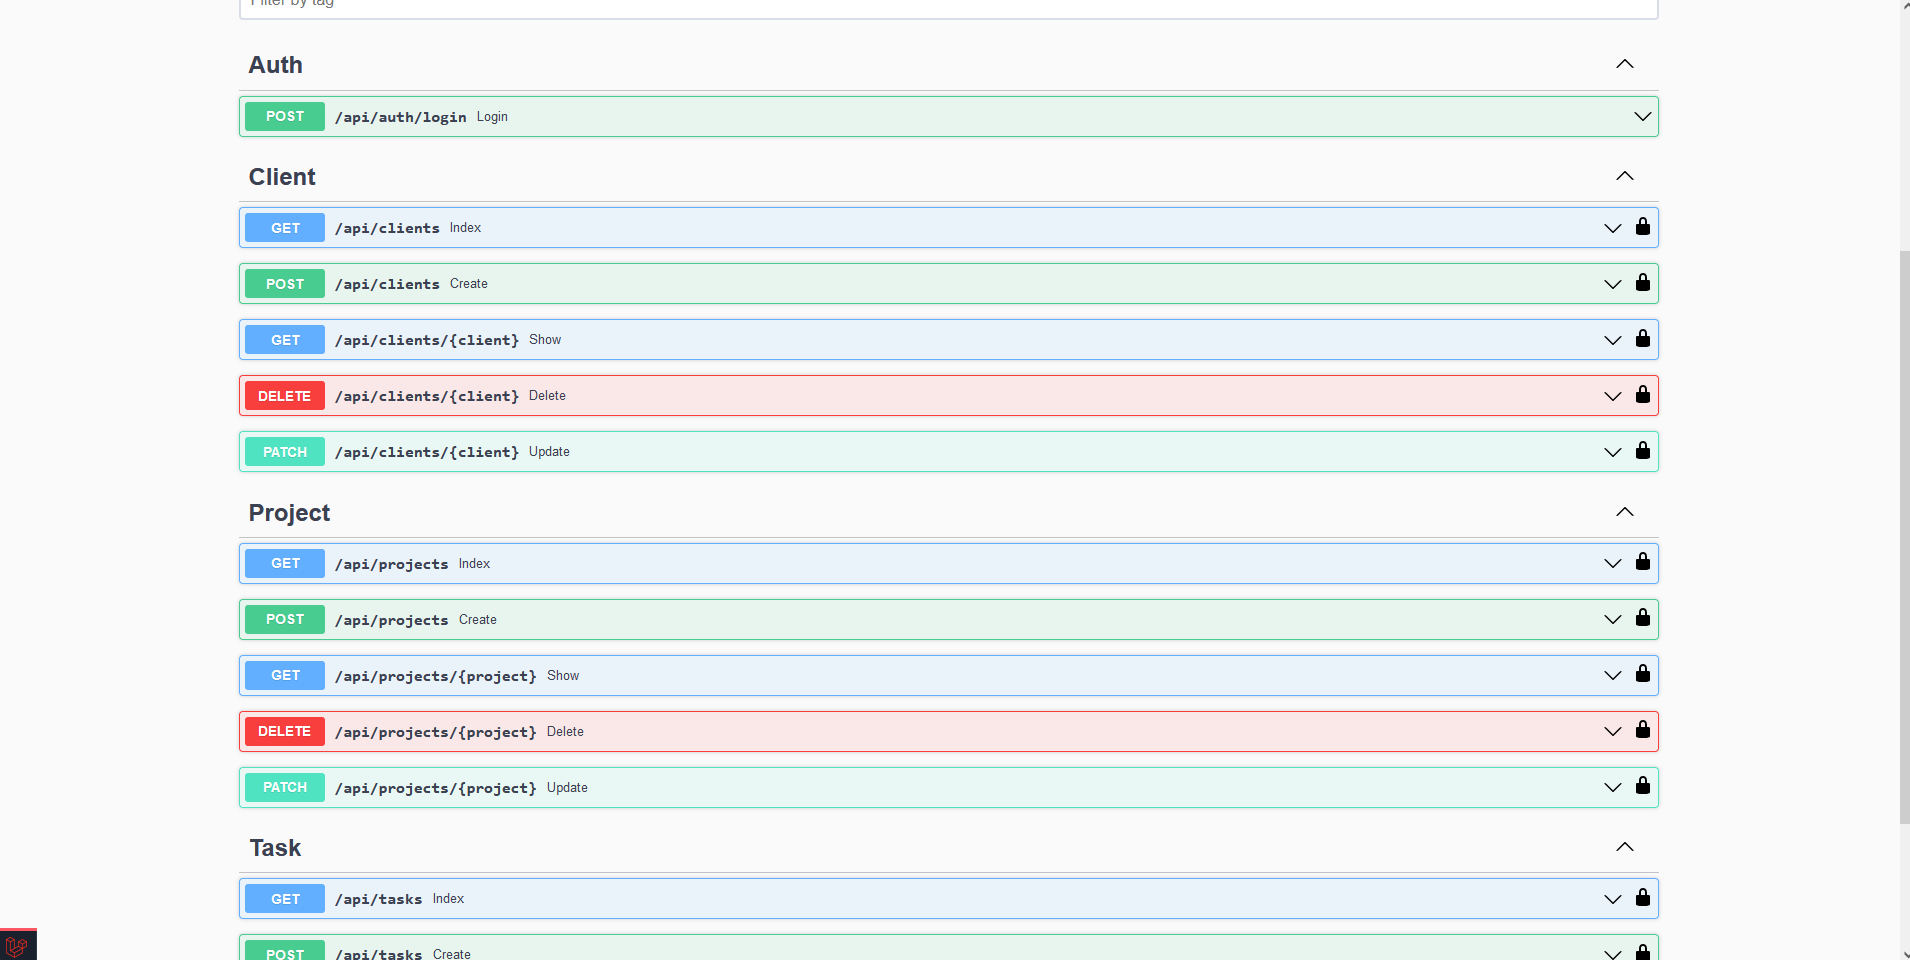 Filter by tag
Auth
POST /api/auth/login Login
Client
GET /api/clients Index
POST /api/clients Create
GET /api/clients/{client} Show
DELETE /api/clients/{client} Delete
PATCH /api/clients/{client} Update
Project
GET /api/projects Index
POST /api/projects Create
GET /api/projects/{project} Show
DELETE /api/projects/{project} Delete
PATCH /api/projects/{project} Update
Task
GET /api/tasks Index
POST /api/tasks Create